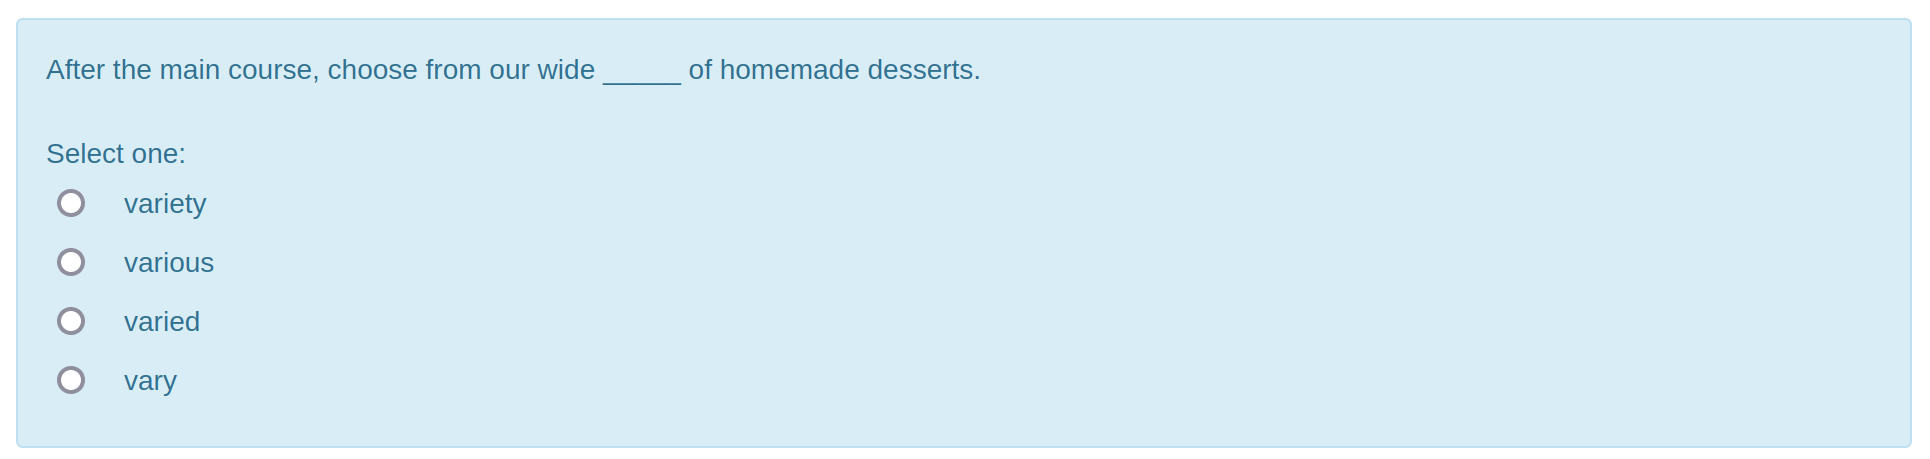 After the main course, choose from our wide _____ of homemade desserts.
Select one:
variety
various
varied
vary